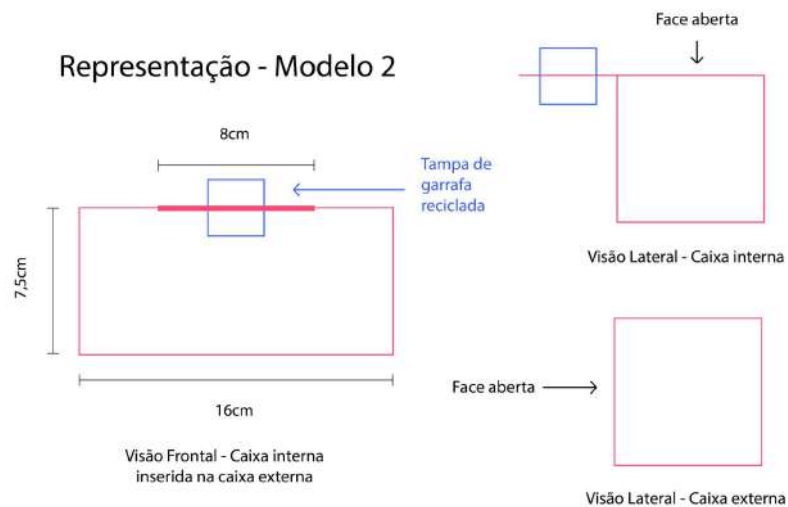 Representação - Modelo 2
8cm
Tampa de
garrafa
reciclada
7,5cm
16cm
Visão Frontal - Caixa interna
inserida na caixa externa
Face aberta
Visão Lateral - Caixa interna
Face aberta
Visão Lateral - Caixa externa